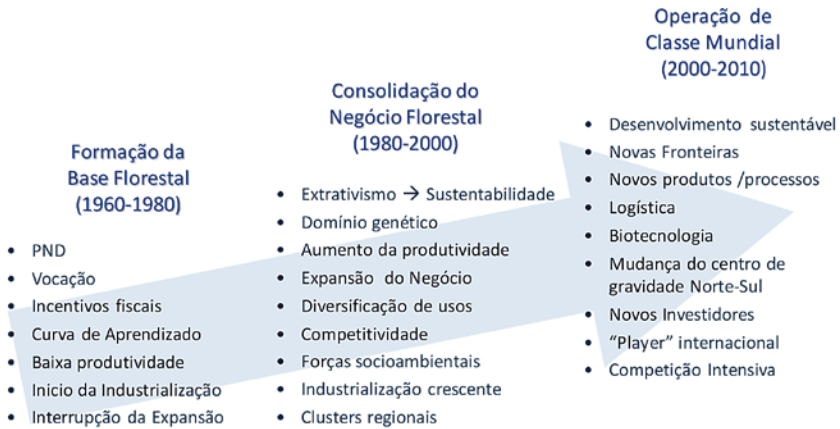 Formação da
Base Florestal
(1960-1980)
• PND
• Vocação
• Incentivos fiscais
• Curva de Aprendizado
• Baixa produtividade
• Inicio da Industrialização
• Interrupção da Expansão
Consolidação do
Negócio Florestal
(1980-2000)
• Extrativismo → Sustentabilidade
• Domínio genético
• Aumento da produtividade
• Expansão do Negócio
• Diversificação de usos
• Competitividade
• Forças socioambientais
• Industrialização crescente
• Clusters regionais
Operação de
Classe Mundial
(2000-2010)
• Desenvolvimento sustentável
• Novas Fronteiras
• Novos produtos /processos
• Logística
• Biotecnologia
• Mudança do centro de
gravidade Norte-Sul
• Novos Investidores
• “Player” internacional
• Competição Intensiva